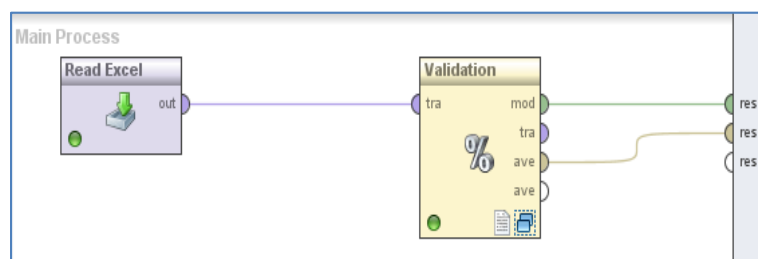 Main Process
Read Excel
out
Validation
tra
mod
tra
ave
ave
%
res
res
res